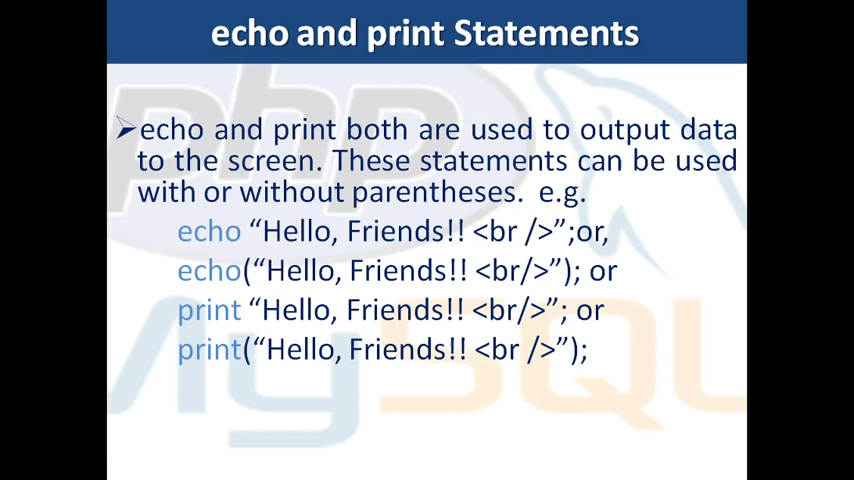 echo and print Statements
➢echo and print both are used to output data
to the screen. These statements can be used
with or without parentheses. e.g.
echo “Hello, Friends!! <br />”;or,
echo(“Hello, Friends!! <br/>”); or
print “Hello, Friends!! <br/>”; or
print(“Hello, Friends!! <br />”);
php
MySQL